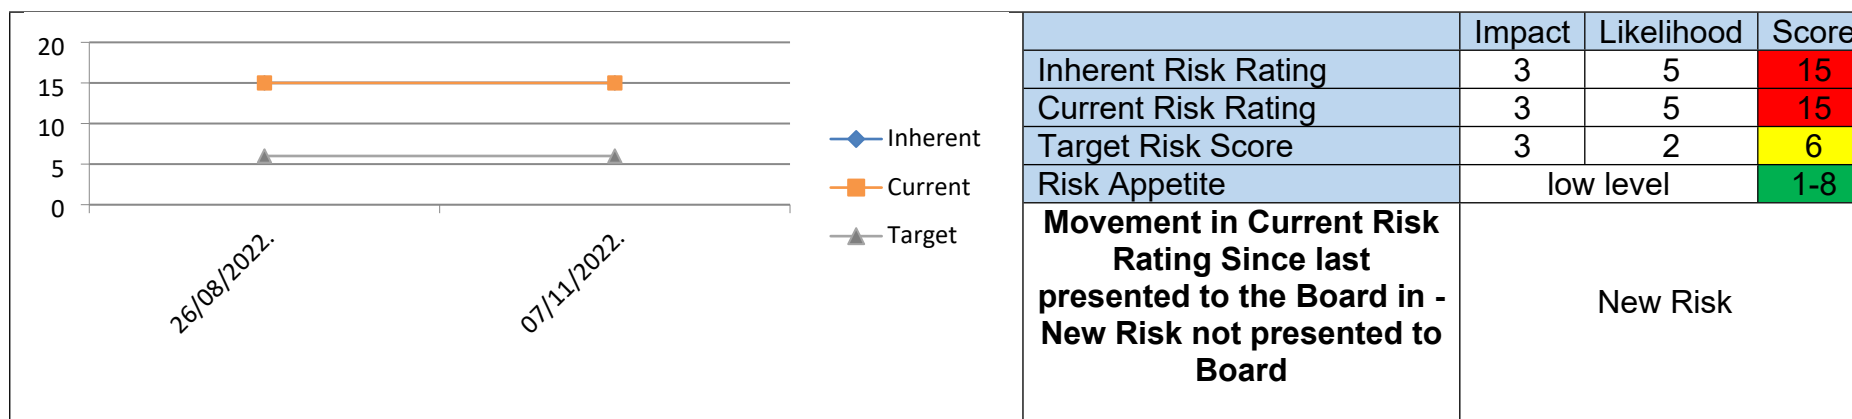 20
15
10
5
0
26/08/2022.
07/11/2022.
Inherent
Current
Target
Impact Likelihood Score
Inherent Risk Rating 3 5 15
Current Risk Rating 3 5 15
Target Risk Score 3 2 6
Risk Appetite low level 1-8
Movement in Current Risk
Rating Since last
presented to the Board in -
New Risk not presented to
Board
New Risk